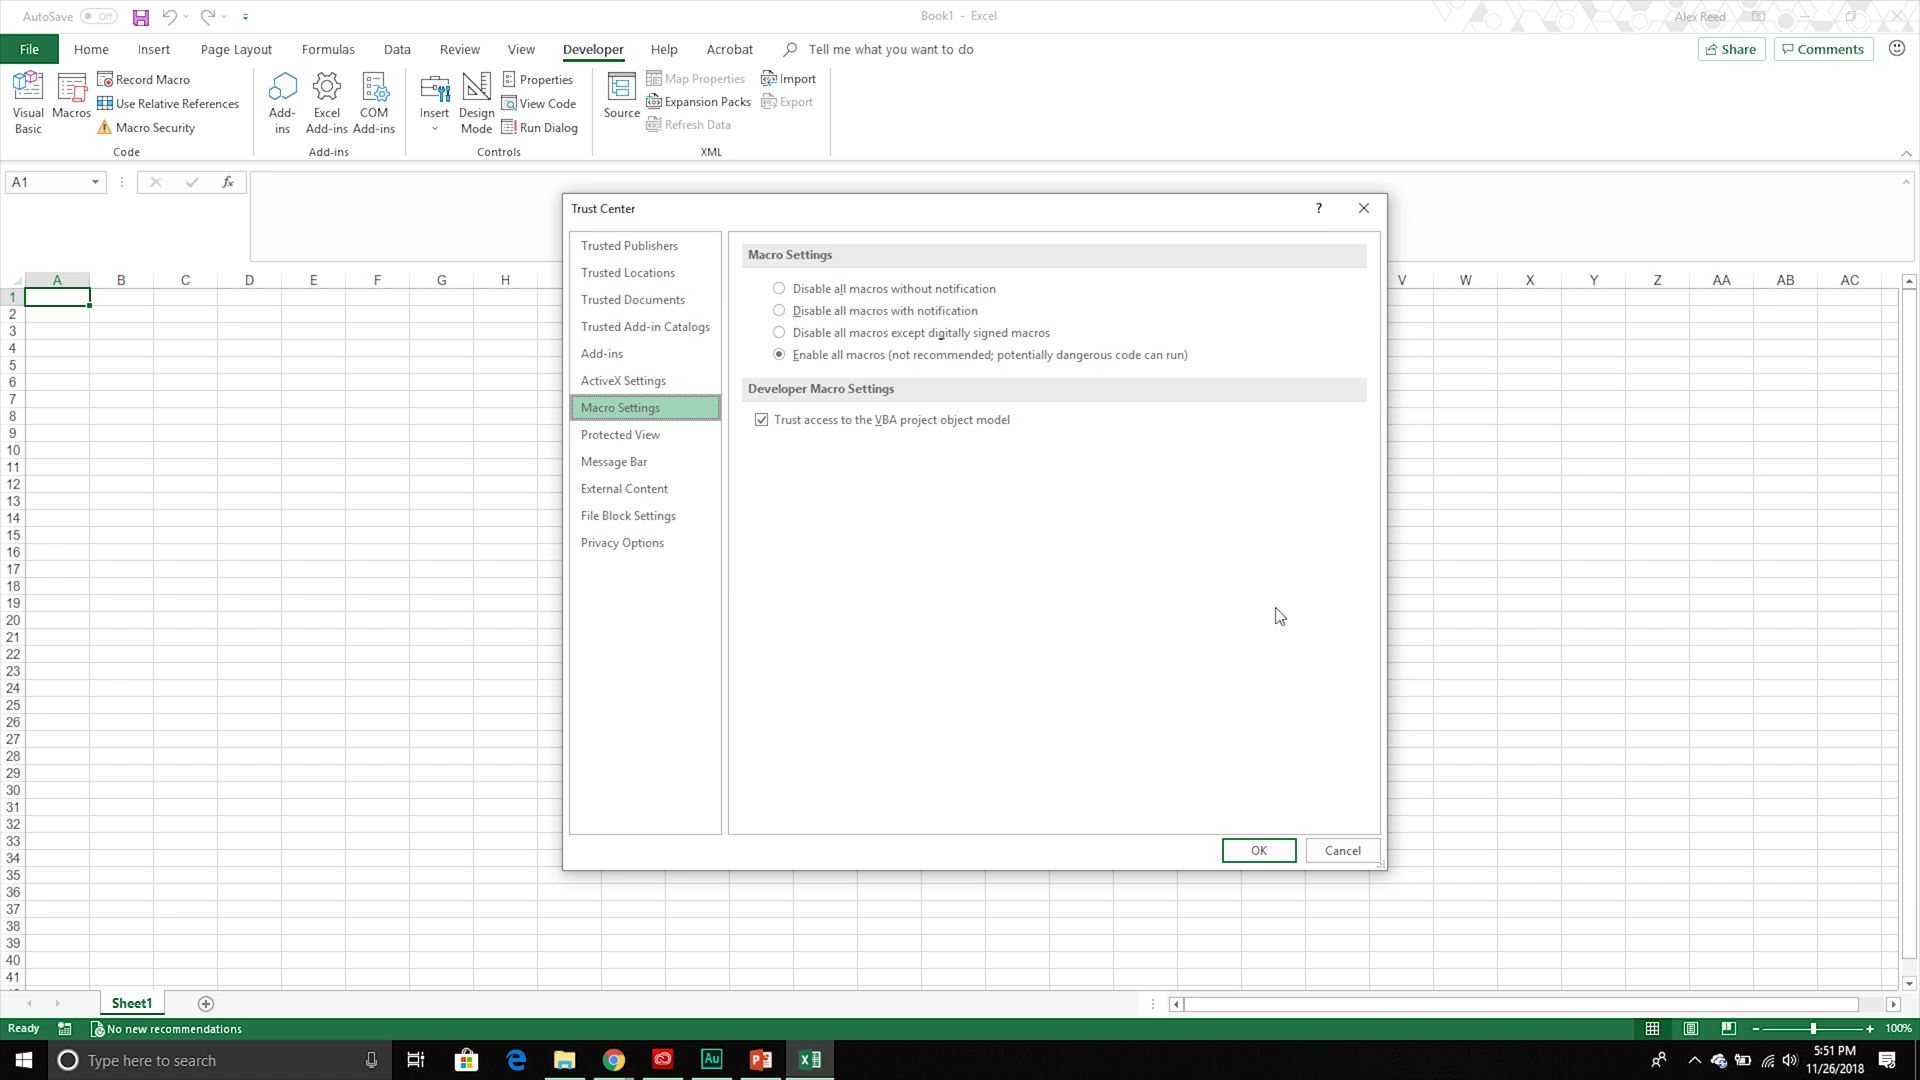 AutoSave Off
Book1 - Excel
Alex Reed
File Home Insert Page Layout Formulas Data Review View Developer Help Acrobat Tell me what you want to do
Share Comments
Visual Basic
Macros
Record Macro
Use Relative References
Macro Security
Code
Add-ins
Excel Add-ins
COM Add-ins
Add-ins
Insert
Design Mode
Properties
View Code
Run Dialog
Controls
Source
Map Properties
Expansion Packs
Refresh Data
Import
Export
XML
A1
fx
Trust Center
?
Trusted Publishers
Trusted Locations
Trusted Documents
Trusted Add-in Catalogs
Add-ins
ActiveX Settings
Macro Settings
Protected View
Message Bar
External Content
File Block Settings
Privacy Options
Macro Settings
Disable all macros without notification
Disable all macros with notification
Disable all macros except digitally signed macros
Enable all macros (not recommended; potentially dangerous code can run)
Developer Macro Settings
Trust access to the VBA project object model
OK Cancel
A B C D E F G H V W X Y Z AA AB AC
1
2
3
4
5
6
7
8
9
10
11
12
13
14
15
16
17
18
19
20
21
22
23
24
25
26
27
28
29
30
31
32
33
34
35
36
37
38
39
40
41
Sheet1
Ready
No new recommendations
100%
Type here to search
Au
5:51 PM
11/26/2018